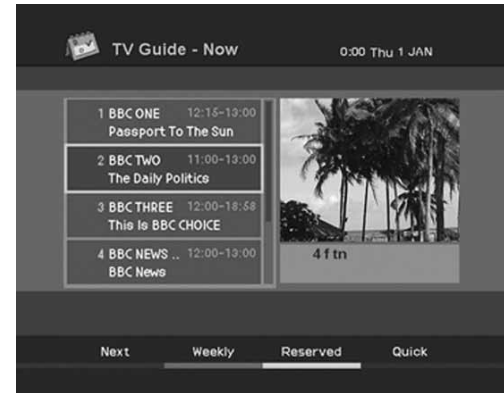 TV Guide - Now
0:00 Thu 1 JAN
1 BBC ONE 12:15-13:00
Passport To The Sun
2 BBC TWO 11:00-13:00
The Daily Politics
3 BBC THREE 12:00-18:58
This Is BBC CHOICE
4 BBC NEWS .. 12:00-13:00
BBC News
4 f tn
Next Weekly Reserved Quick